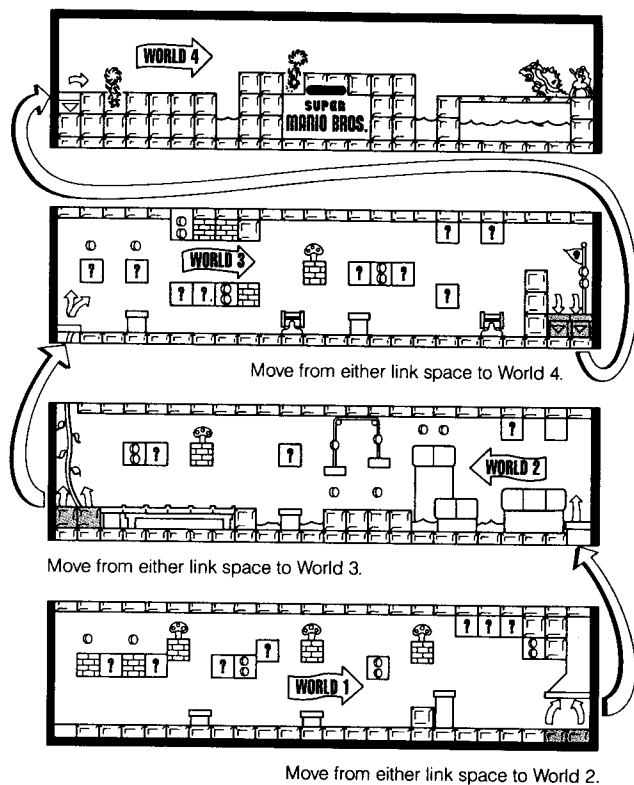 WORLD 4
SUPER
MARIO BROS.
? ?
? ?
WORLD 3
? ?
? ? ?
?
Move from either link space to World 4.
?
? ?
WORLD 2
Move from either link space to World 3.
? ? ?
?
? ? ?
WORLD 1
Move from either link space to World 2.